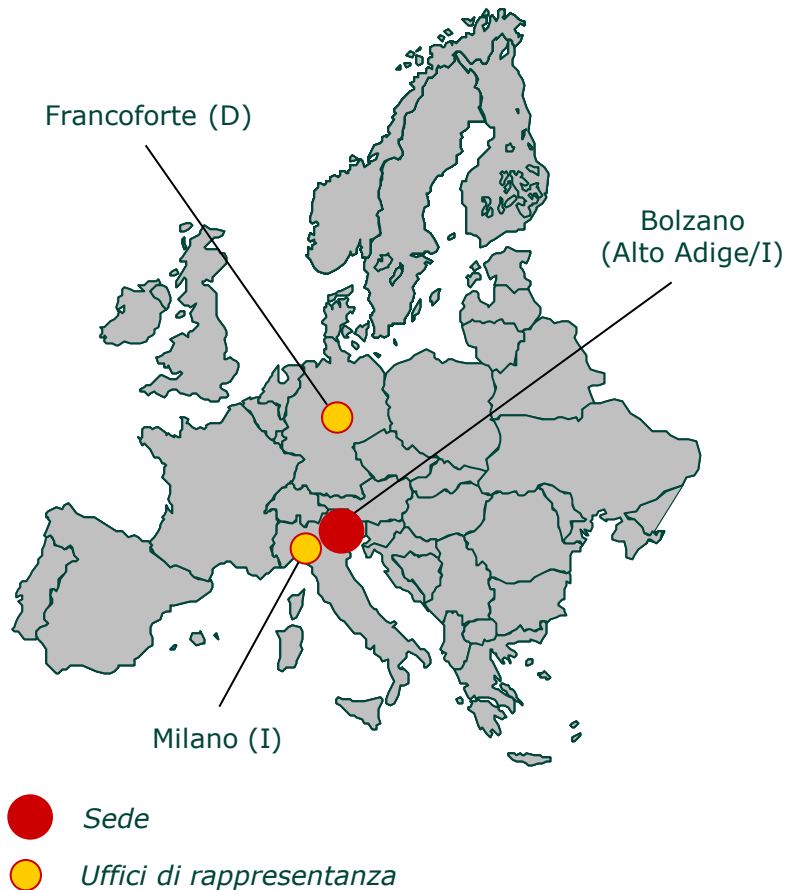 Francoforte (D)
Bolzano
(Alto Adige/I)
Milano (I)
Sede
Uffici di rappresentanza